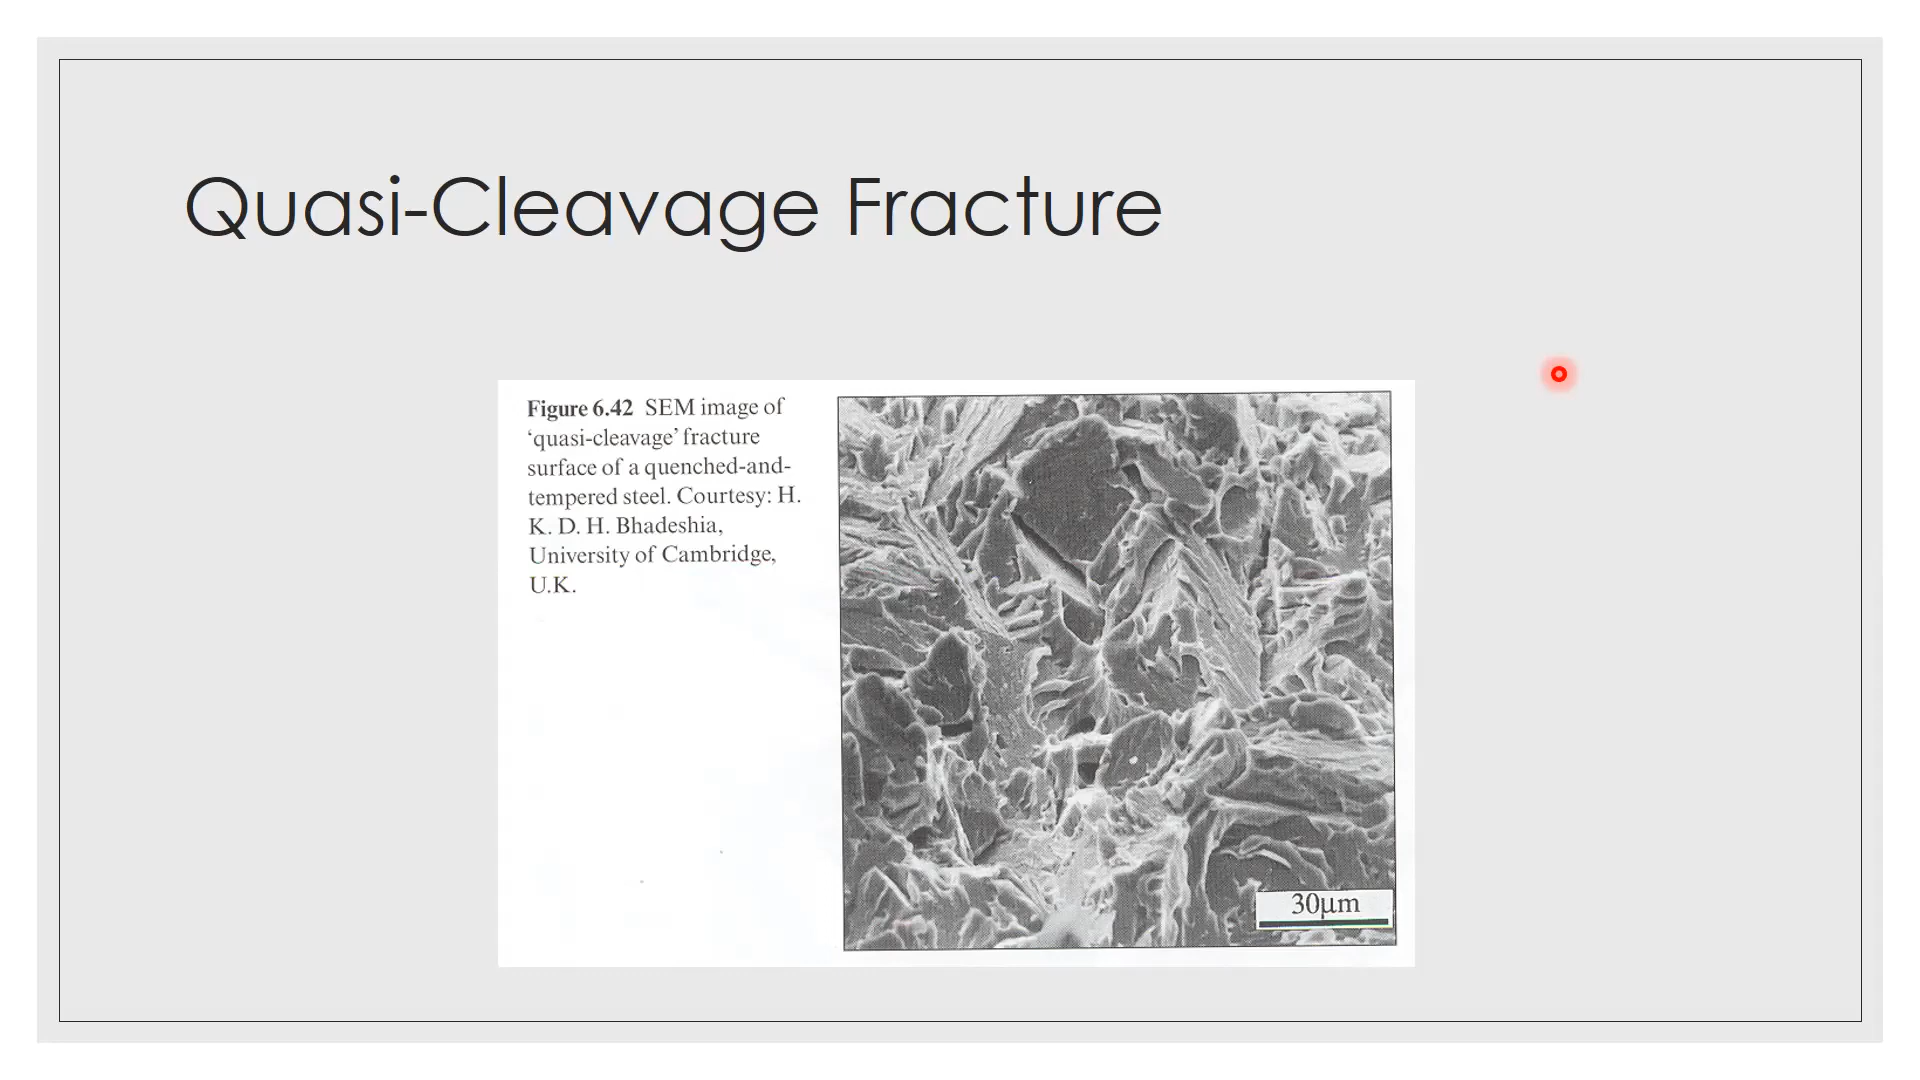 Quasi-Cleavage Fracture
Figure 6.42 SEM image of
‘quasi-cleavage’ fracture
surface of a quenched-and-
tempered steel. Courtesy: H.
K. D. H. Bhadeshia,
University of Cambridge,
U.K.
30µm